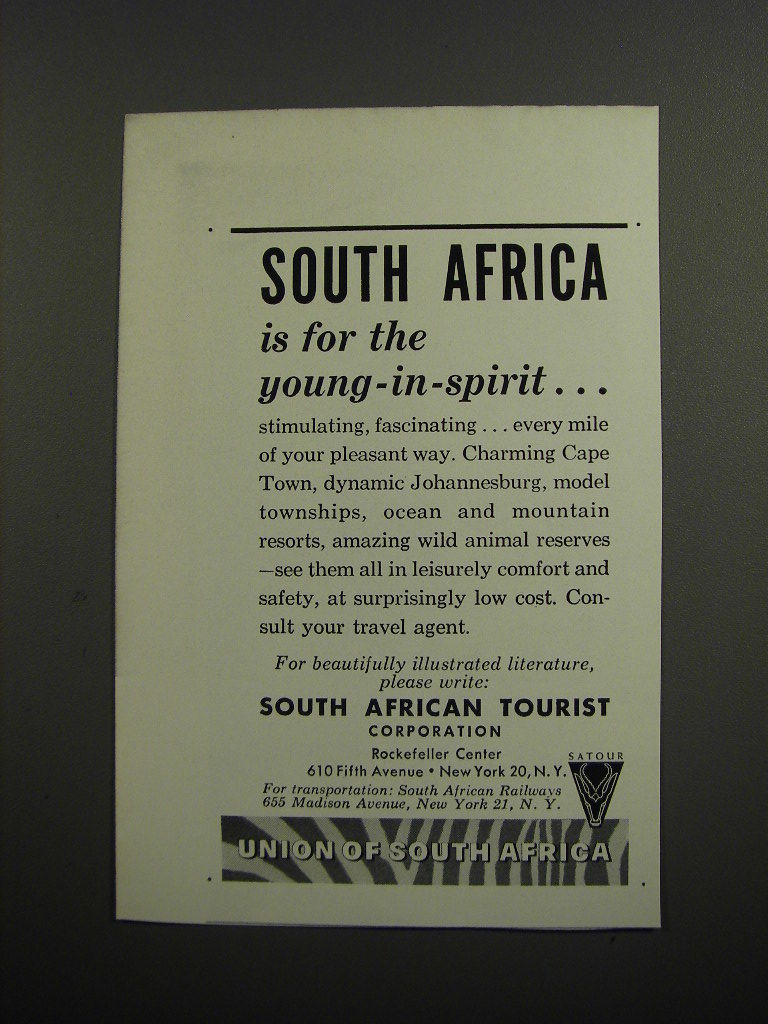 SOUTH AFRICA
is for the
young-in-spirit . . .
stimulating, fascinating . . . every mile
of your pleasant way. Charming Cape
Town, dynamic Johannesburg, model
townships, ocean and mountain
resorts, amazing wild animal reserves
—see them all in leisurely comfort and
safety, at surprisingly low cost. Con-
sult your travel agent.
For beautifully illustrated literature,
please write:
SOUTH AFRICAN TOURIST
CORPORATION
Rockefeller Center
610 Fifth Avenue • New York 20, N. Y.
For transportation: South African Railways
655 Madison Avenue, New York 21, N. Y.
SATOUR
UNION OF SOUTH AFRICA